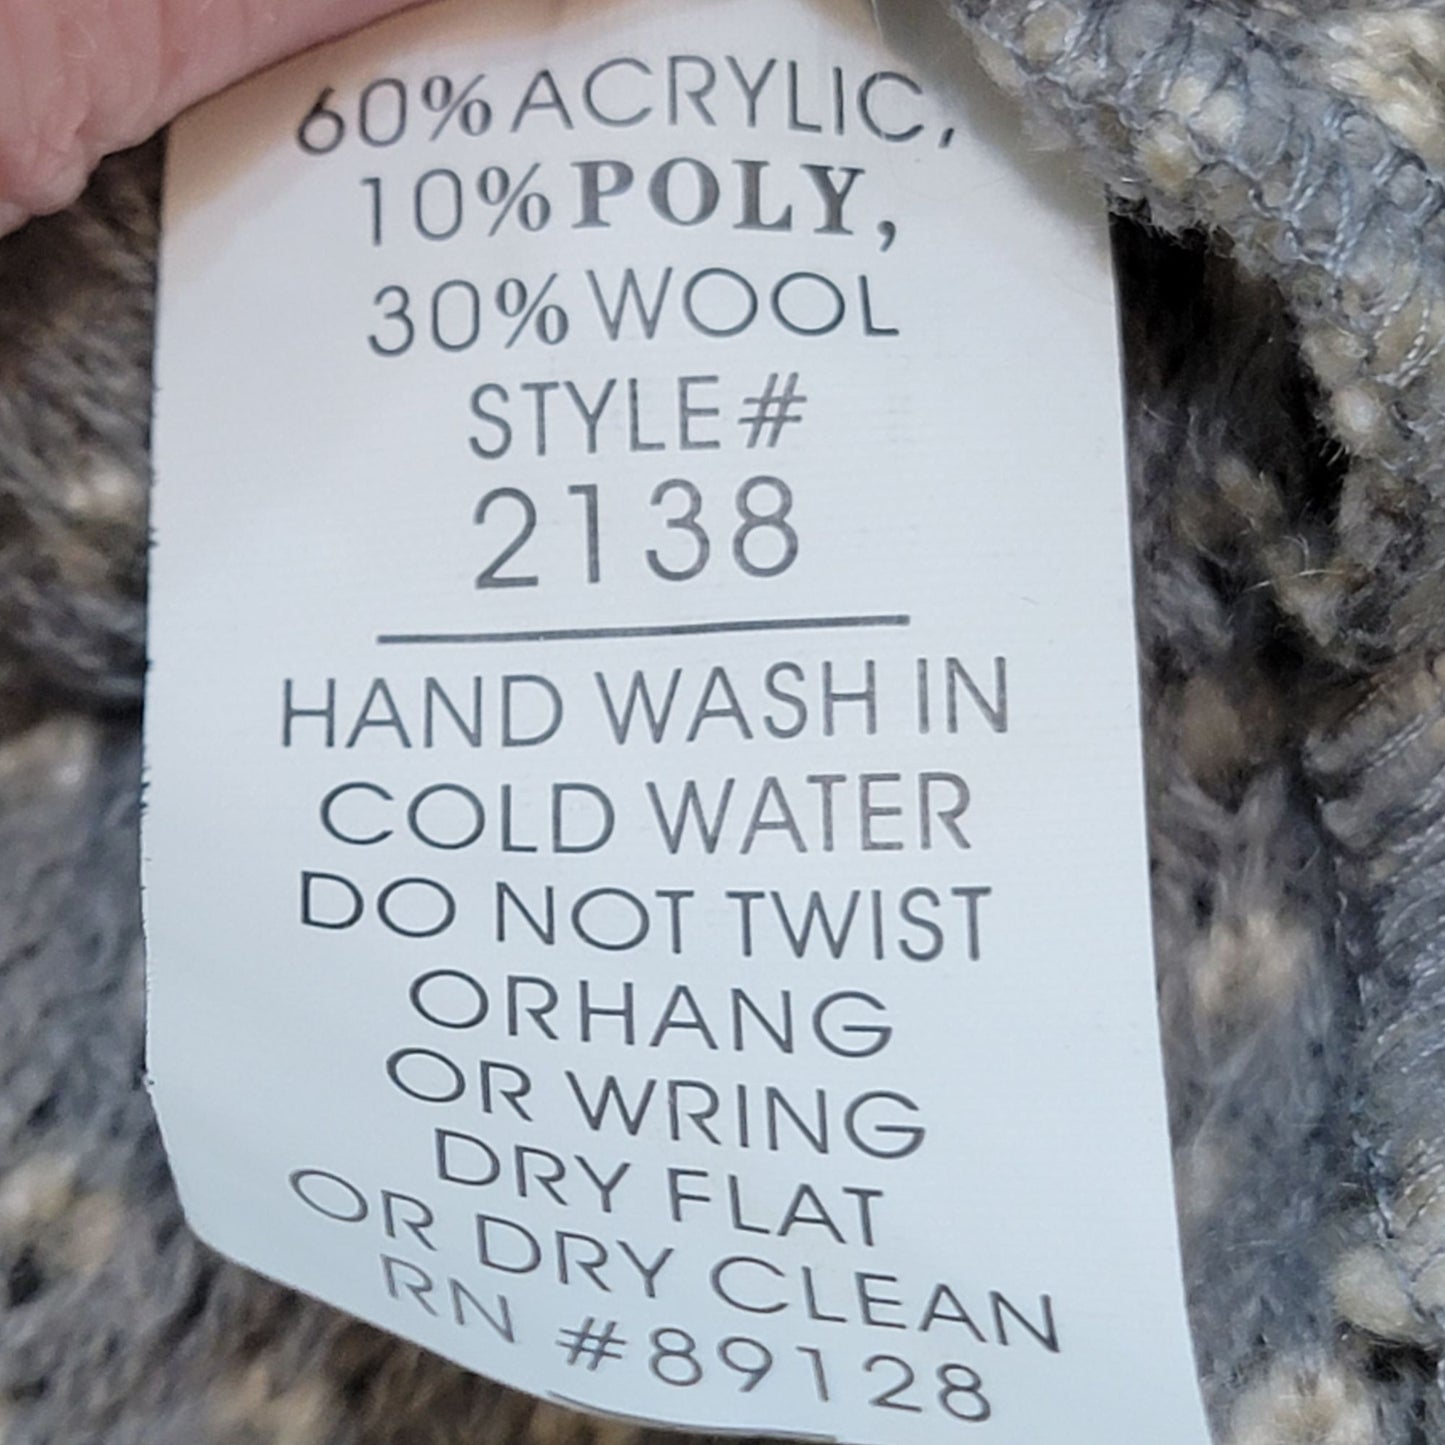 60% ACRYLIC,
10% POLY,
30% WOOL
STYLE#
2138
HAND WASH IN
COLD WATER
DO NOT TWIST
ORHANG
OR WRING
DRY FLAT
OR DRY CLEAN
RN #89128